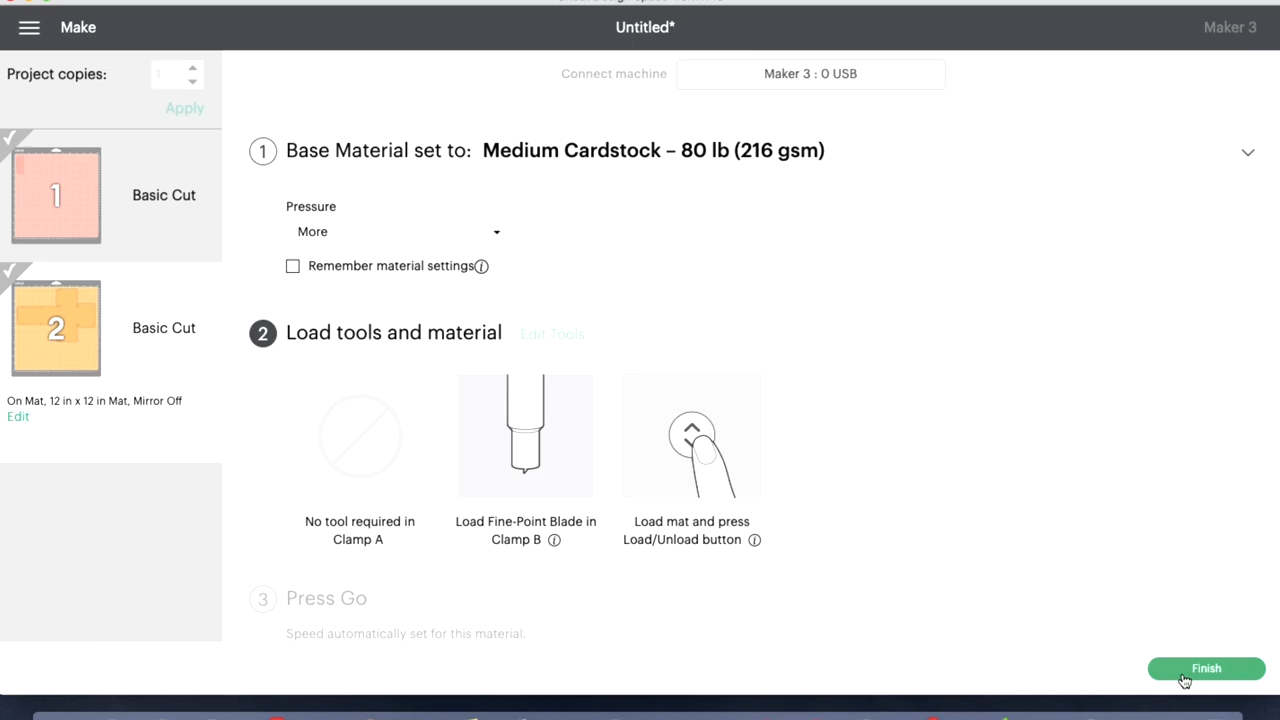 Make
Untitled*
Maker 3
Project copies:
1
Apply
Connect machine
Maker 3 : 0 USB
1
Basic Cut
2
Basic Cut
On Mat, 12 in x 12 in Mat, Mirror Off
Edit
1 Base Material set to: Medium Cardstock – 80 lb (216 gsm)
Pressure
More
Remember material settings
2 Load tools and material Edit Tools
No tool required in
Clamp A
Load Fine-Point Blade in
Clamp B
Load mat and press
Load/Unload button
3 Press Go
Speed automatically set for this material.
Finish